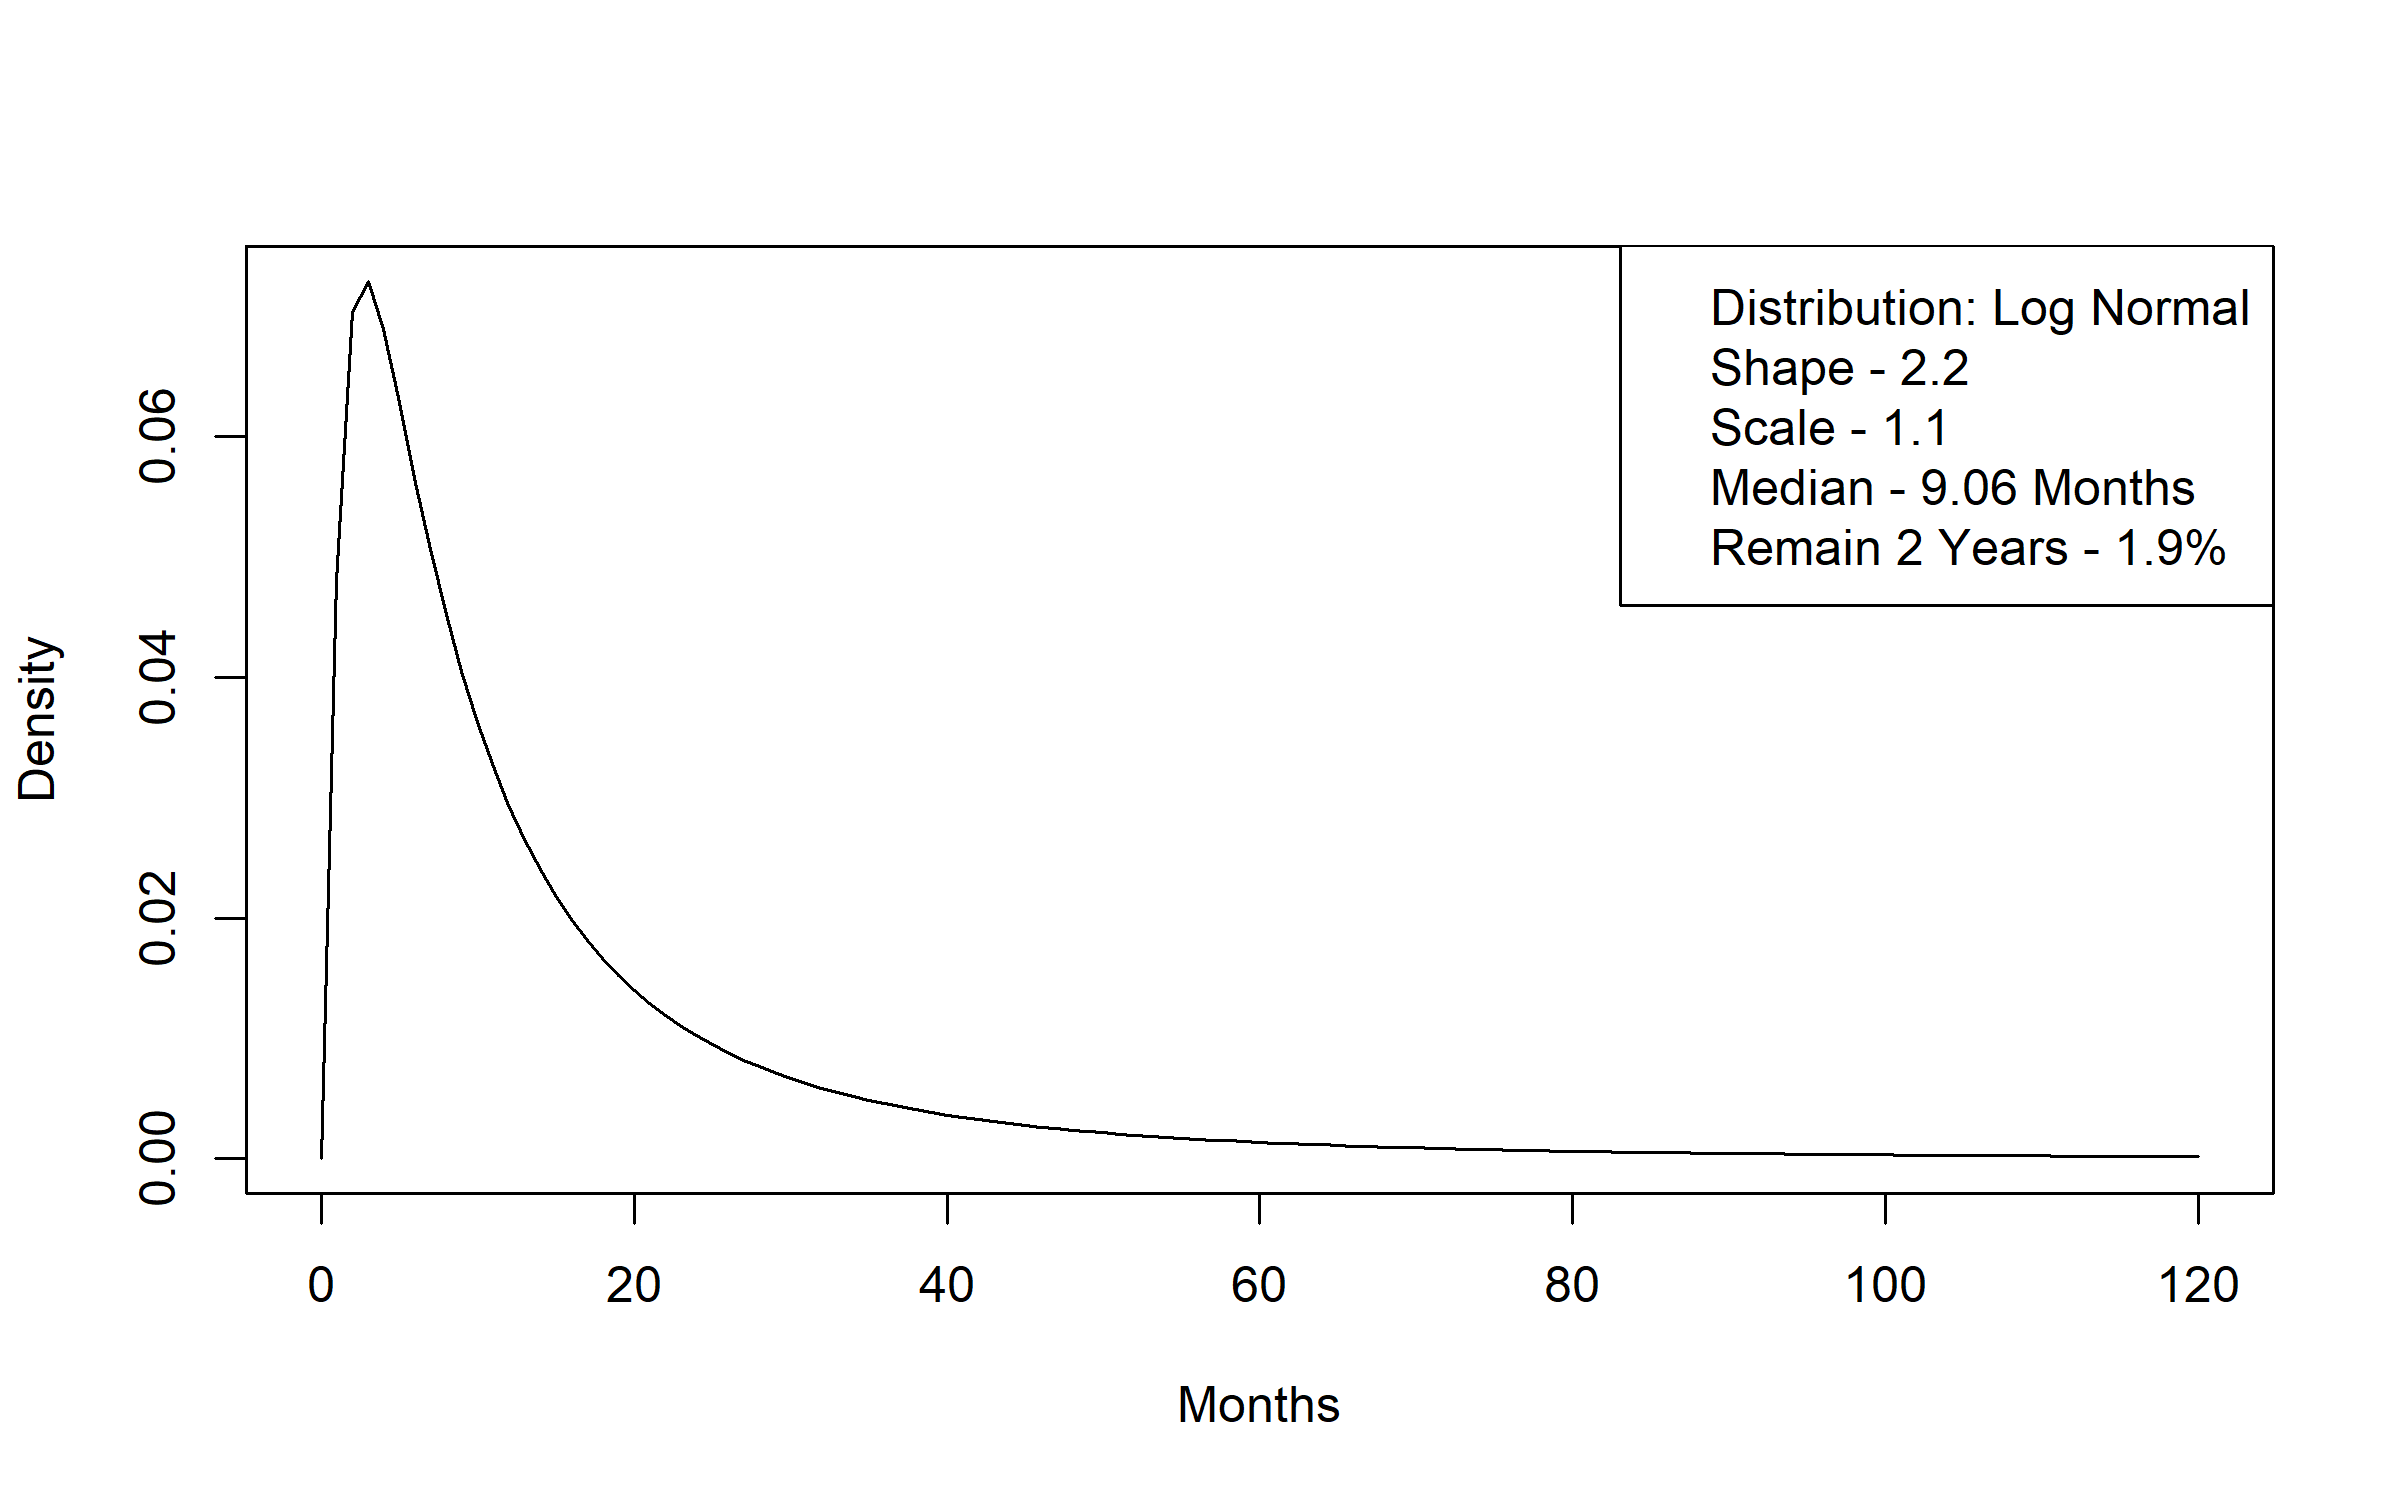 Distribution: Log Normal
Shape - 2.2
Scale - 1.1
Median - 9.06 Months
Remain 2 Years - 1.9%
Density
0.06
0.04
0.02
0.00
0 20 40 60 80 100 120
Months